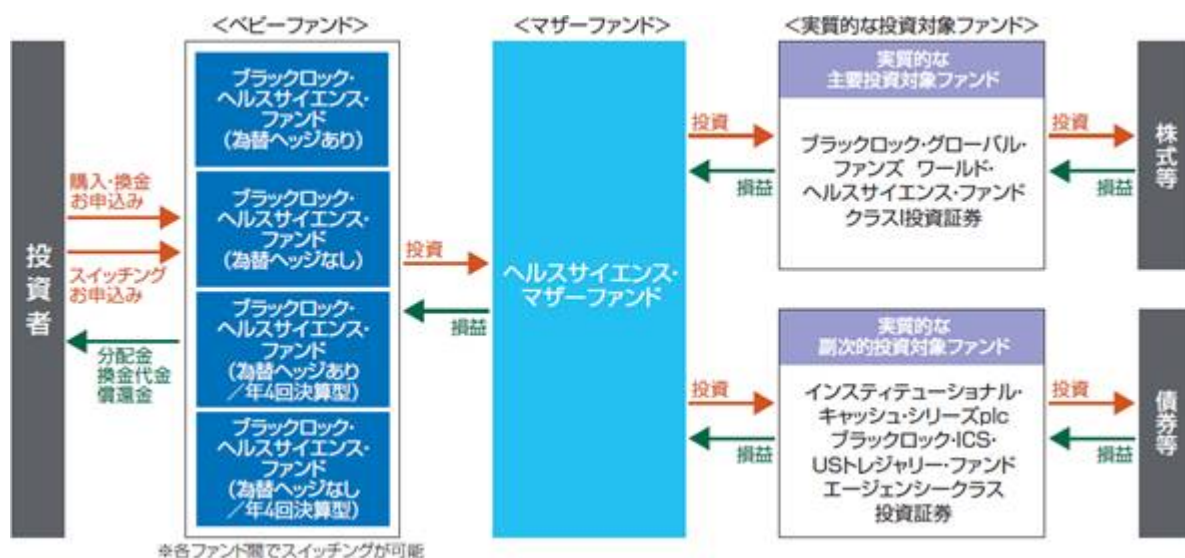 <ベビーファンド>
<マザーファンド>
<実質的な投資対象ファンド>
投資者
購入・換金
お申込み
スイッチング
お申込み
分配金
換金代金
償還金
ブラックロック・
ヘルスサイエンス・
ファンド
(為替ヘッジあり)
ブラックロック・
ヘルスサイエンス・
ファンド
(為替ヘッジなし)
ブラックロック・
ヘルスサイエンス・
ファンド
(為替ヘッジあり
/年4回決算型)
ブラックロック・
ヘルスサイエンス・
ファンド
(為替ヘッジなし
/年4回決算型)
※各ファンド間でスイッチングが可能
投資
損益
ヘルスサイエンス・
マザーファンド
投資
損益
実質的な
主要投資対象ファンド
ブラックロック・グローバル・
ファンズ ワールド・
ヘルスサイエンス・ファンド
クラスI投資証券
投資
損益
株式等
投資
損益
実質的な
副次的投資対象ファンド
インスティテューショナル・
キャッシュ・シリーズplc
ブラックロック・ICS・
USトレジャリー・ファンド
エージェンシークラス
投資証券
投資
損益
債券等